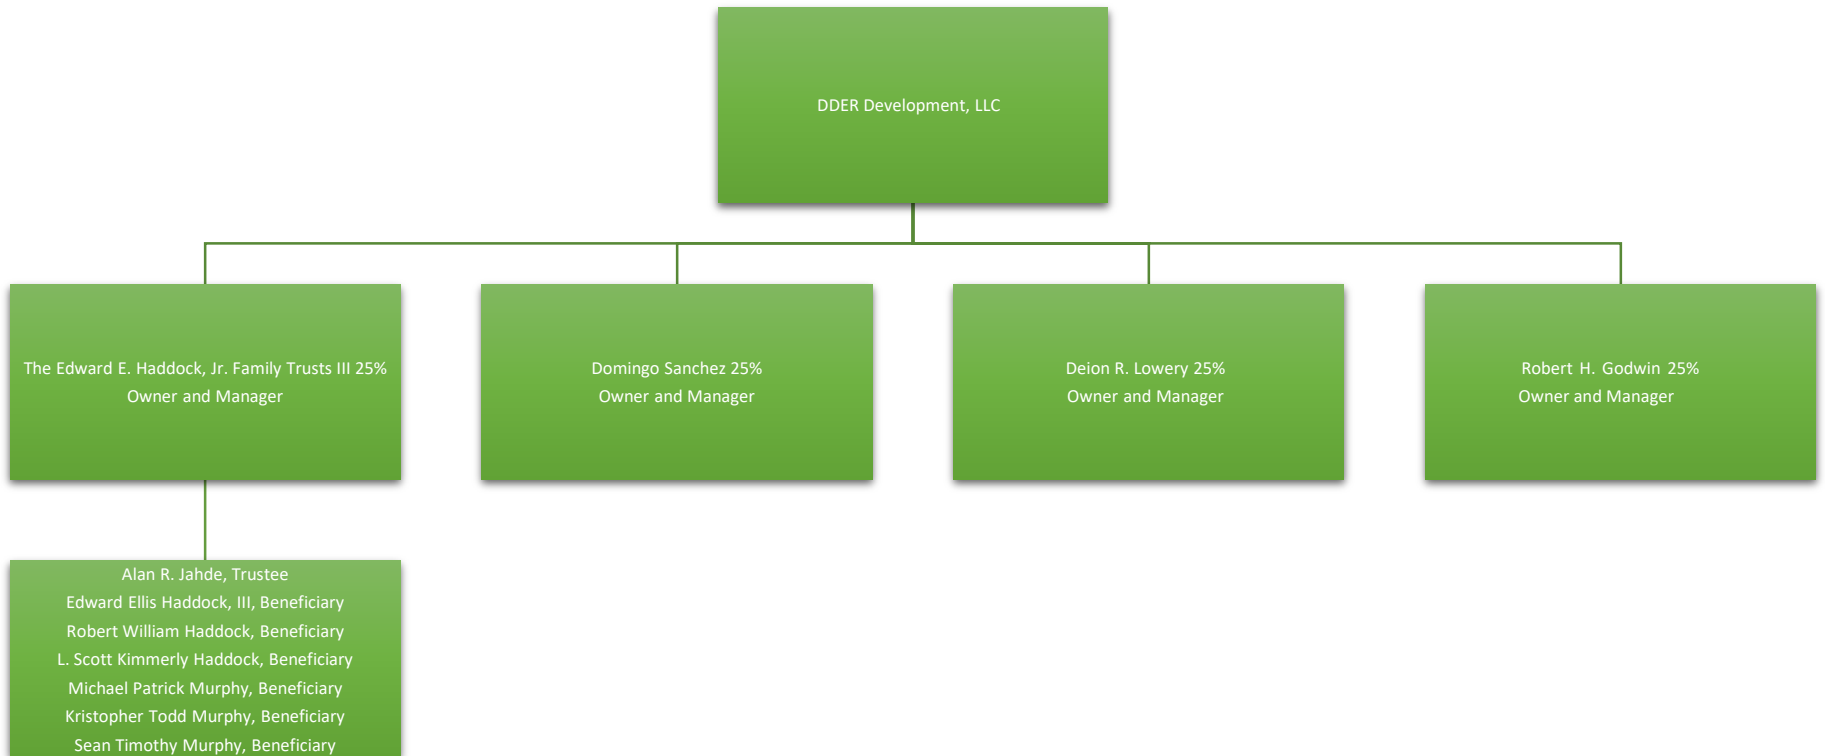 DDER Development, LLC
The Edward E. Haddock, Jr. Family Trusts III 25%
Owner and Manager
Domingo Sanchez 25%
Owner and Manager
Deion R. Lowery 25%
Owner and Manager
Robert H. Godwin 25%
Owner and Manager
Alan R. Jahde, Trustee
Edward Ellis Haddock, III, Beneficiary
Robert William Haddock, Beneficiary
L. Scott Kimmerly Haddock, Beneficiary
Michael Patrick Murphy, Beneficiary
Kristopher Todd Murphy, Beneficiary
Sean Timothy Murphy, Beneficiary